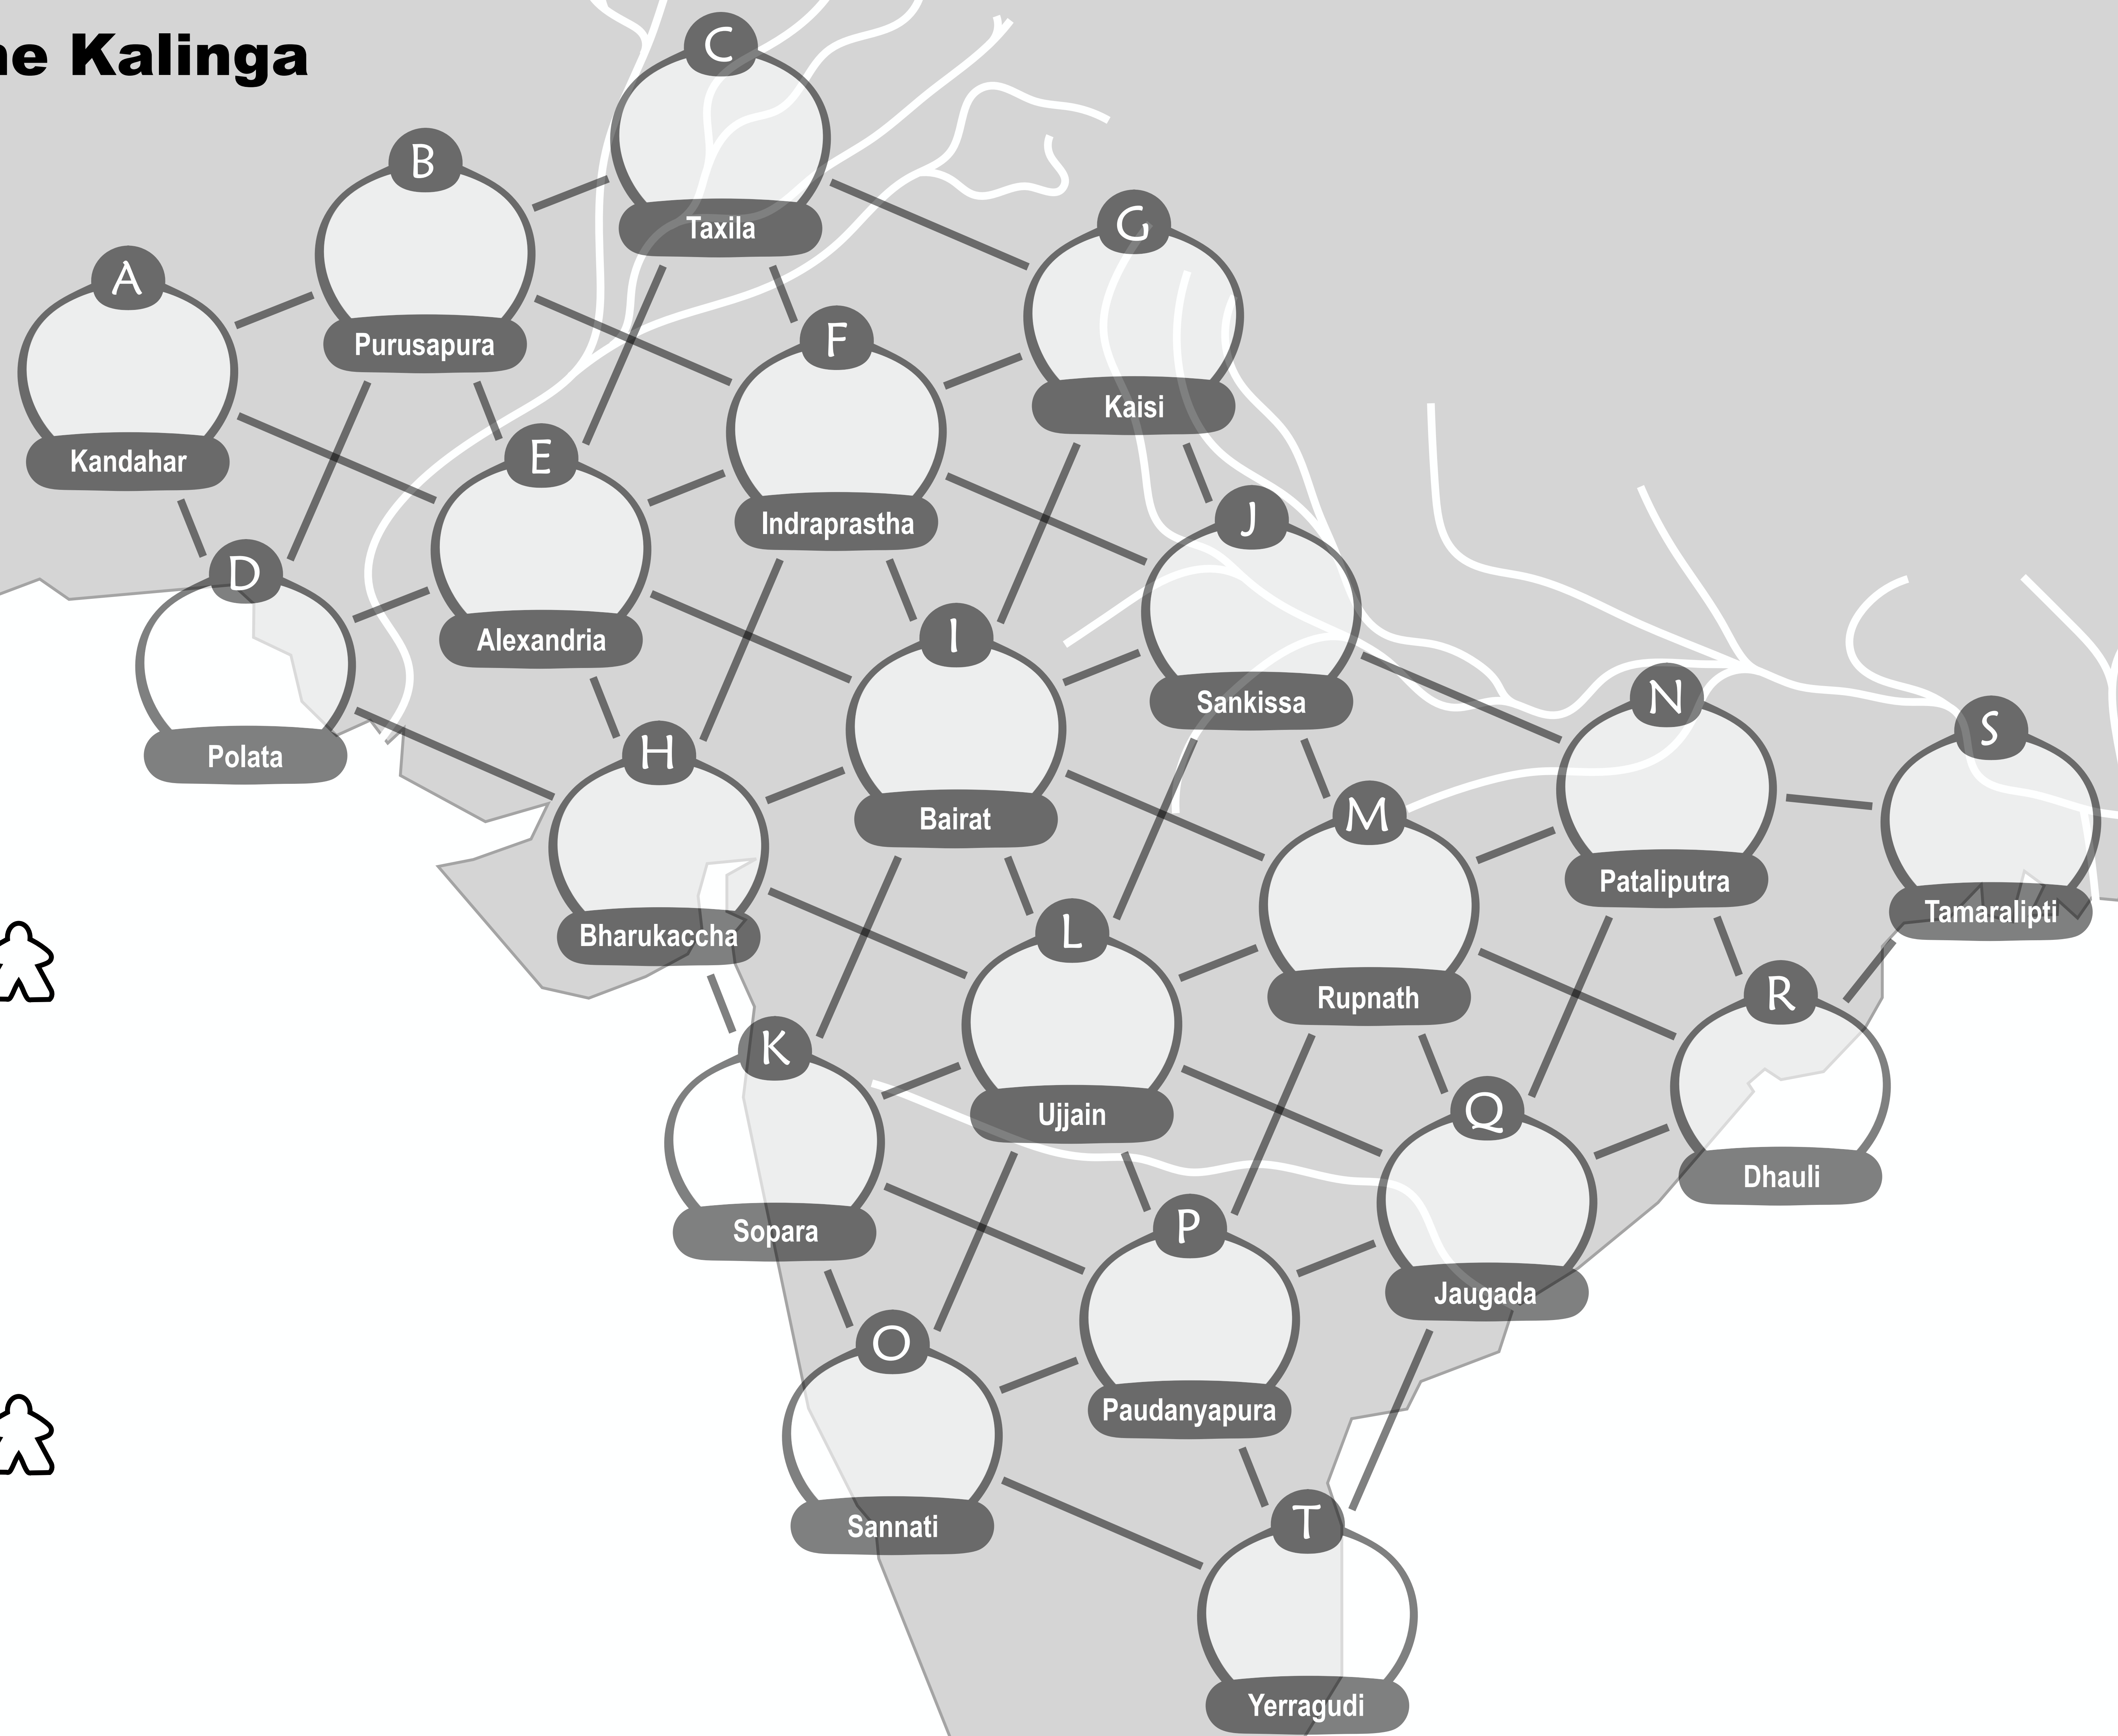 ne Kalinga
C
Taxila
B
Purusapura
G
Kaisi
A
Kandahar
F
Indraprastha
E
Alexandria
J
Sankissa
D
Polata
I
Bairat
N
Pataliputra
S
Tamaralipti
H
Bharukaccha
M
Rupnath
L
Ujjain
R
Dhauli
K
Sopara
Q
Jaugada
P
Paudanyapura
O
Sannati
T
Yerragudi